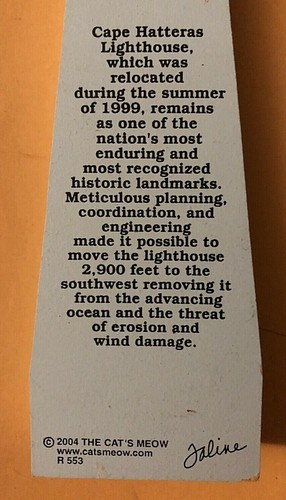 Cape Hatteras
Lighthouse,
which was
relocated
during the summer
of 1999, remains
as one of the
nation's most
enduring and
most recognized
historic landmarks.
Meticulous planning,
coordination, and
engineering
made it possible to
move the lighthouse
2,900 feet to the
southwest removing it
from the advancing
ocean and the threat
of erosion and
wind damage.
© 2004 THE CAT'S MEOW
www.catsmeow.com
R 553
Faline